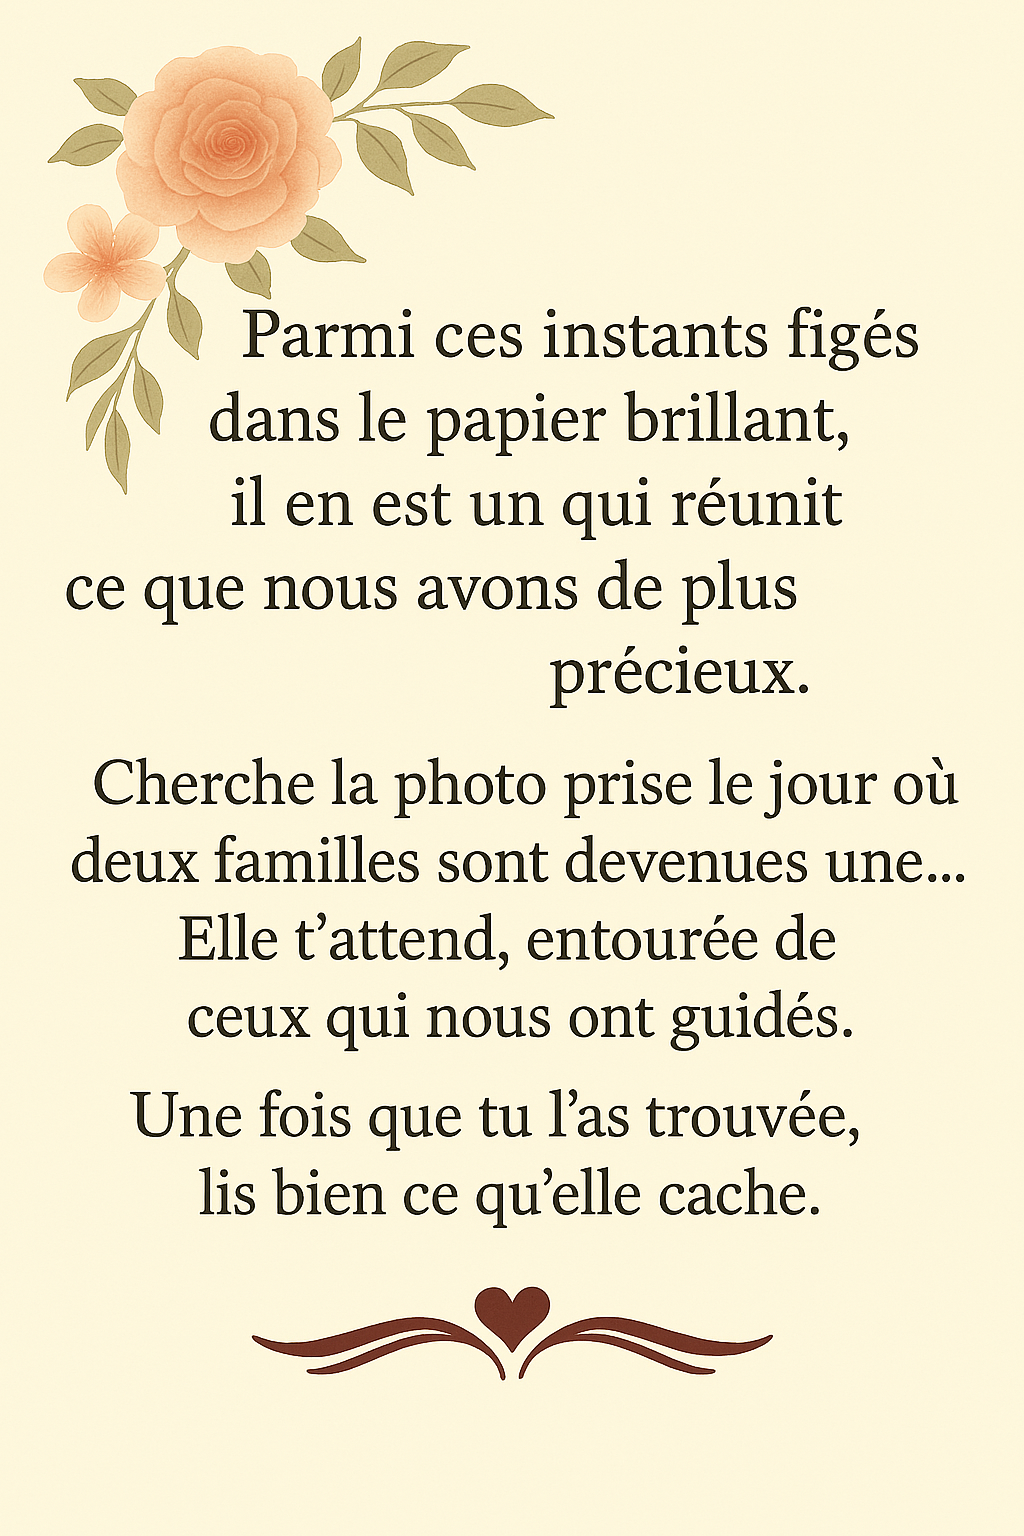 Parmi ces instants figés
dans le papier brillant,
il en est un qui réunit
ce que nous avons de plus
précieux.
Cherche la photo prise le jour où
deux familles sont devenues une...
Elle t’attend, entourée de
ceux qui nous ont guidés.
Une fois que tu l’as trouvée,
lis bien ce qu’elle cache.